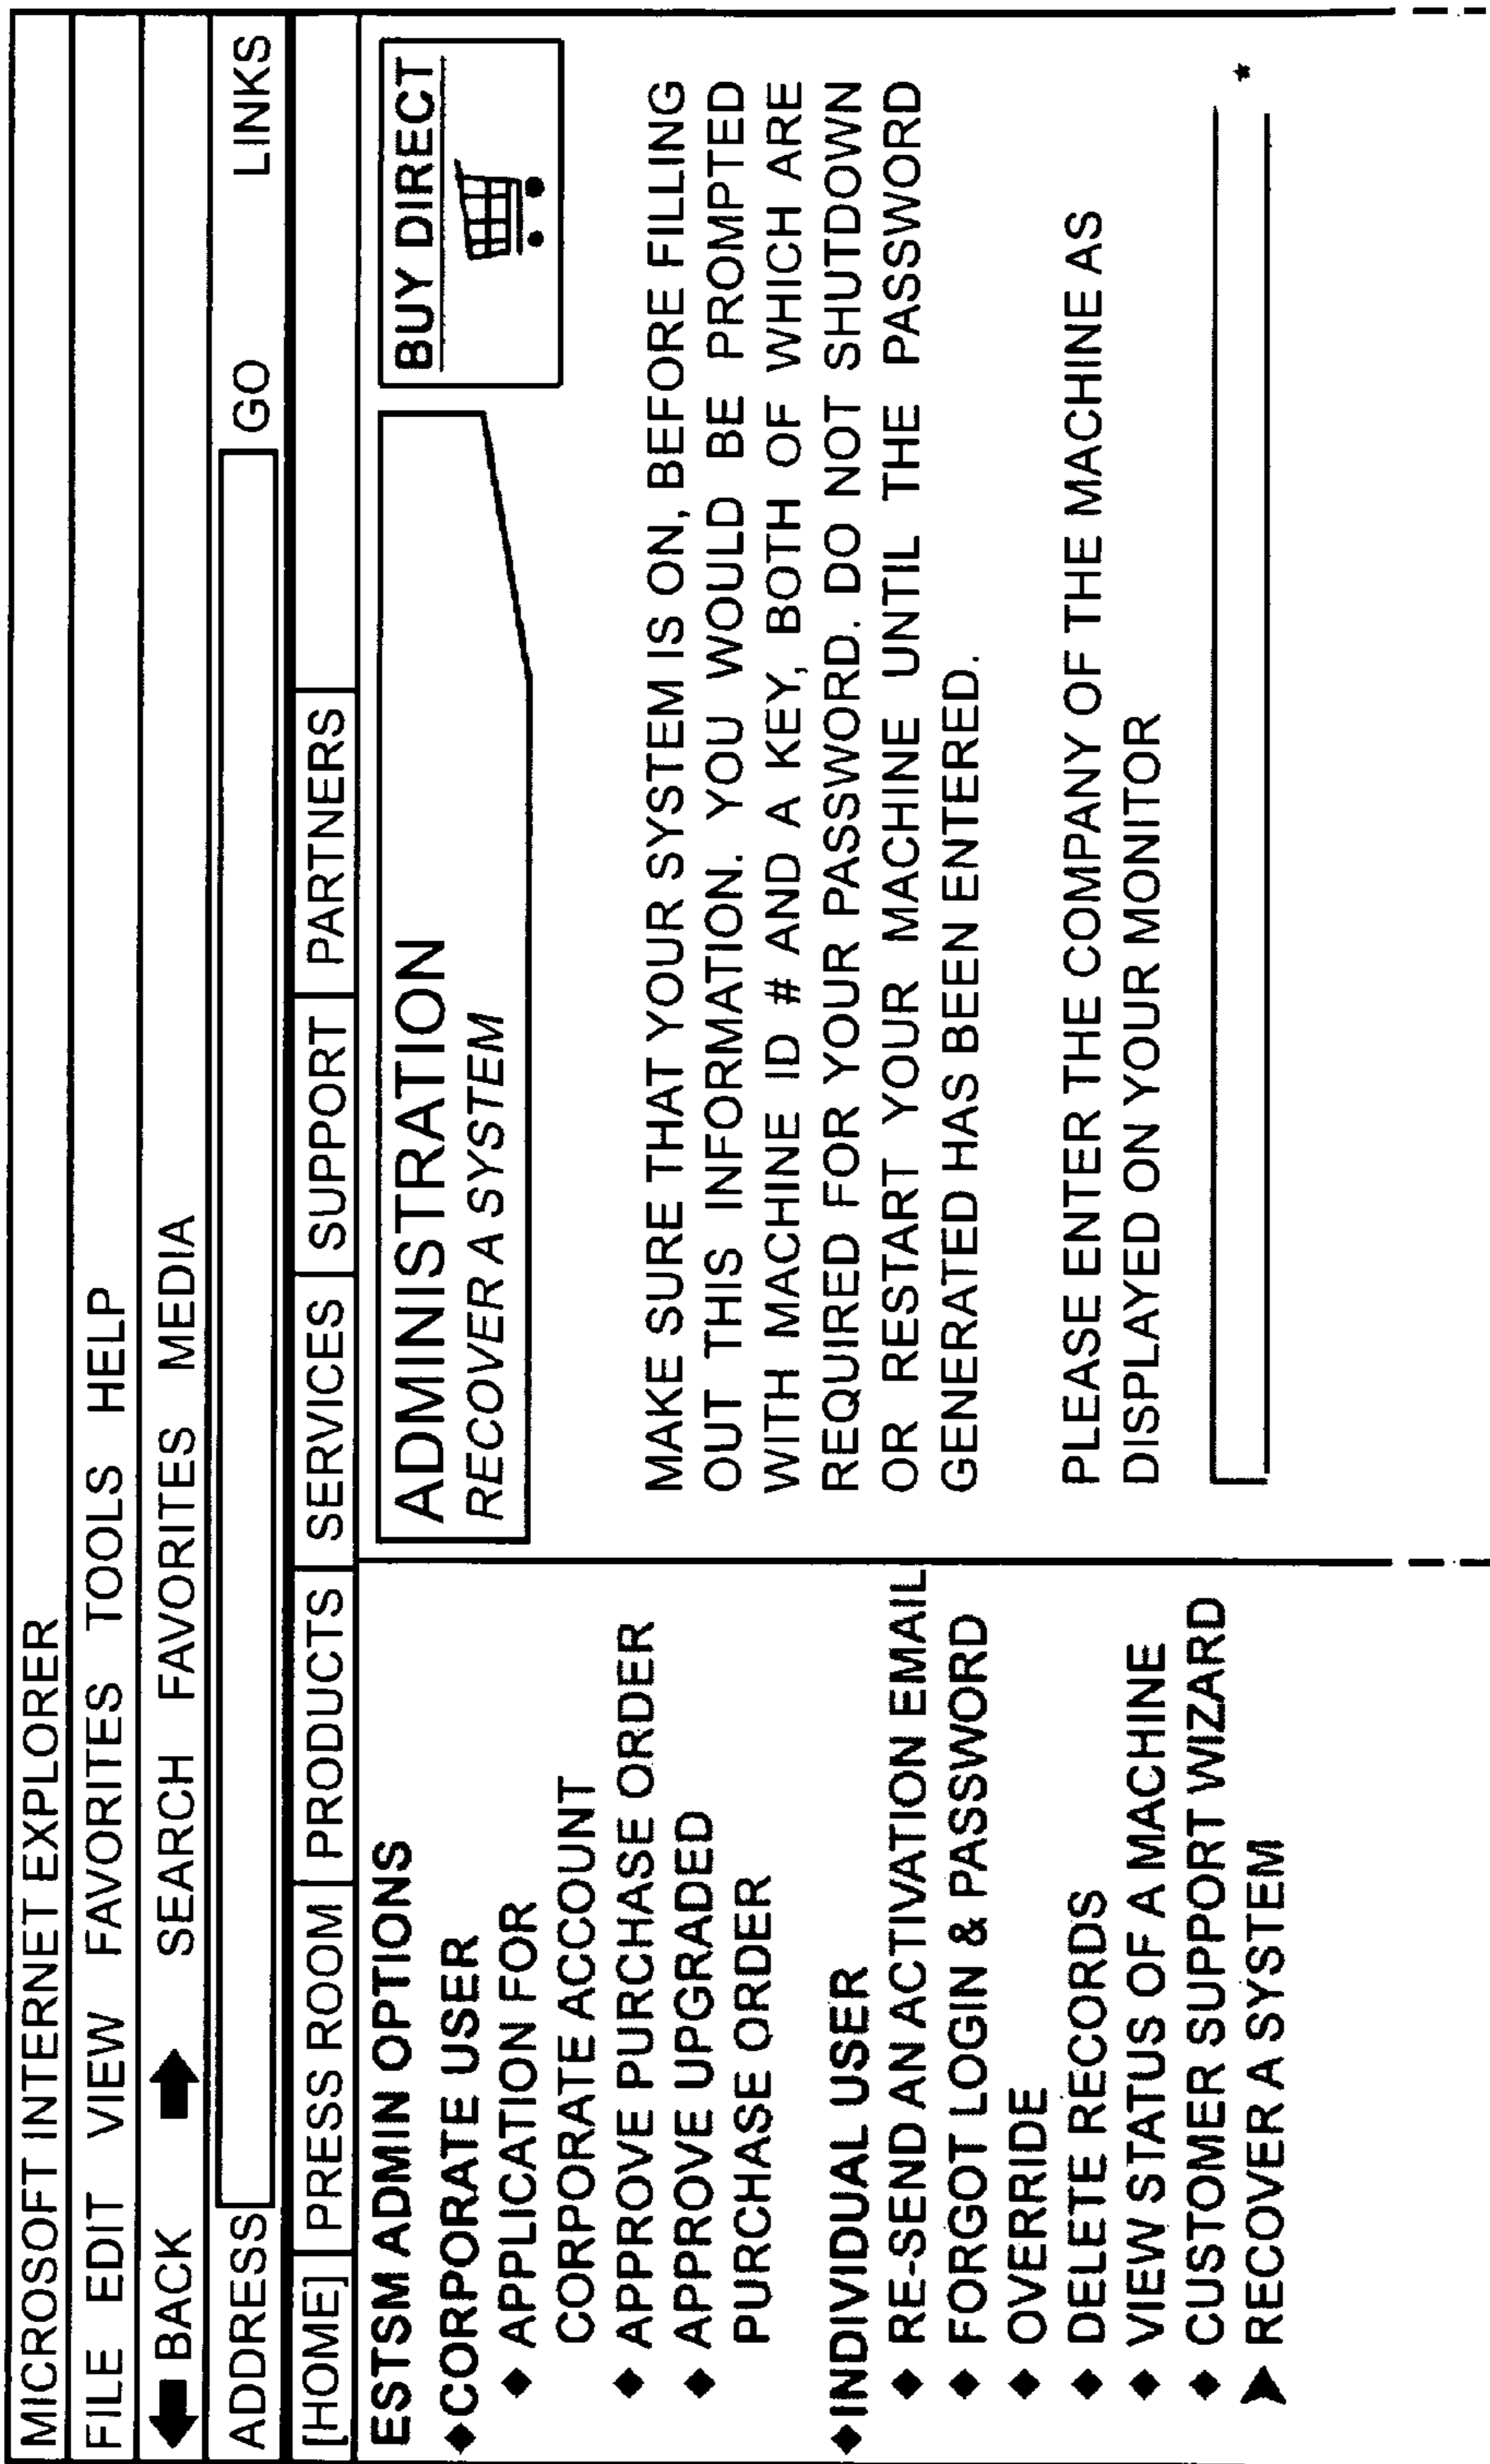 MICROSOFT INTERNET EXPLORER
FILE EDIT VIEW FAVORITES TOOLS HELP
BACK SEARCH FAVORITES MEDIA
ADDRESS GO LINKS
[HOME] PRESS ROOM PRODUCTS SERVICES SUPPORT PARTNERS
ESTSM ADMIN OPTIONS
◆CORPORATE USER
◆ APPLICATION FOR
CORPORATE ACCOUNT
◆ APPROVE PURCHASE ORDER
◆ APPROVE UPGRADED
PURCHASE ORDER
◆INDIVIDUAL USER
◆ RE-SEND AN ACTIVATION EMAIL
◆ FORGOT LOGIN & PASSWORD
◆ OVERRIDE
◆ DELETE RECORDS
◆ VIEW STATUS OF A MACHINE
◆ CUSTOMER SUPPORT WIZARD
➤ RECOVER A SYSTEM
ADMINISTRATION
RECOVER A SYSTEM
BUY DIRECT
MAKE SURE THAT YOUR SYSTEM IS ON, BEFORE FILLING
OUT THIS INFORMATION. YOU WOULD BE PROMPTED
WITH MACHINE ID # AND A KEY, BOTH OF WHICH ARE
REQUIRED FOR YOUR PASSWORD. DO NOT SHUTDOWN
OR RESTART YOUR MACHINE UNTIL THE PASSWORD
GENERATED HAS BEEN ENTERED.
PLEASE ENTER THE COMPANY OF THE MACHINE AS
DISPLAYED ON YOUR MONITOR
*